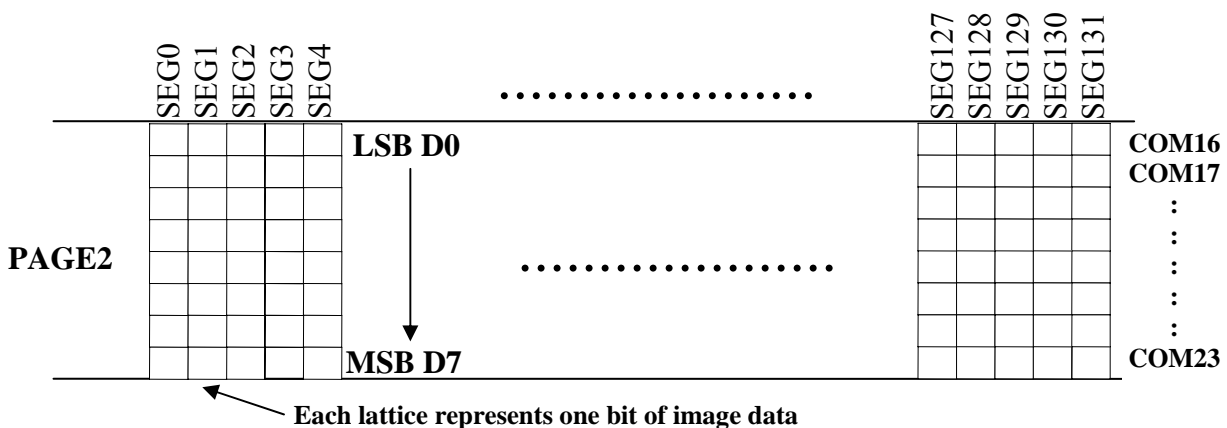 SEG0 SEG1 SEG2 SEG3 SEG4 SEG127 SEG128 SEG129 SEG130 SEG131
....................
LSB D0 COM16
COM17
:
:
PAGE2 ....................
:
:
:
MSB D7 COM23
Each lattice represents one bit of image data